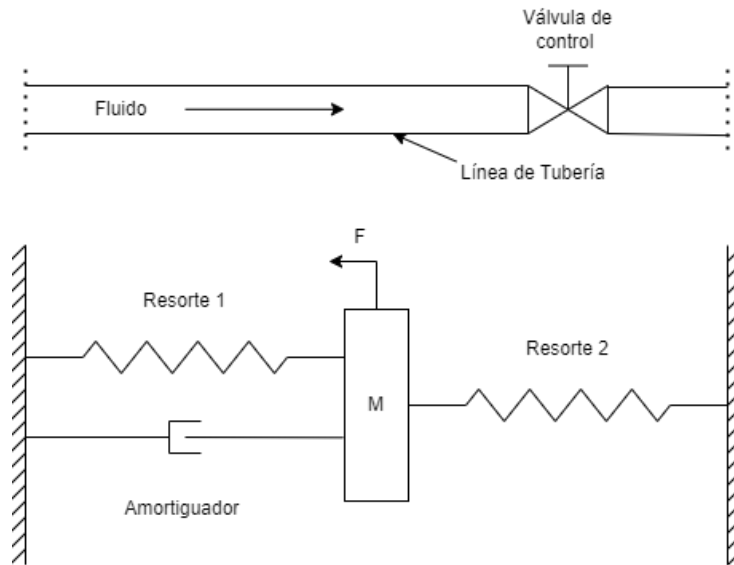 Válvula de
control
Fluido
Línea de Tubería
F
Resorte 1
Resorte 2
M
Amortiguador